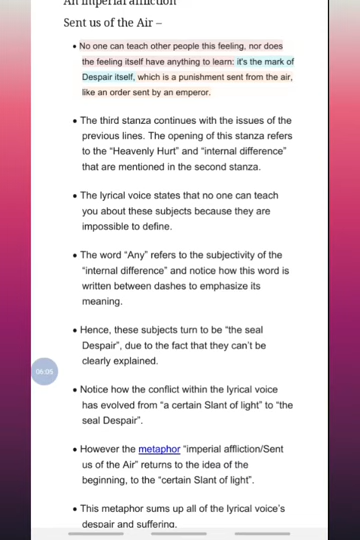 An imperial affliction
Sent us of the Air –
• No one can teach other people this feeling, nor does
the feeling itself have anything to learn: it's the mark of
Despair itself, which is a punishment sent from the air,
like an order sent by an emperor.
• The third stanza continues with the issues of the
previous lines. The opening of this stanza refers
to the “Heavenly Hurt” and “internal difference”
that are mentioned in the second stanza.
• The lyrical voice states that no one can teach
you about these subjects because they are
impossible to define.
• The word “Any” refers to the subjectivity of the
“internal difference” and notice how this word is
written between dashes to emphasize its
meaning.
• Hence, these subjects turn to be “the seal
Despair”, due to the fact that they can’t be
clearly explained.
06:05
• Notice how the conflict within the lyrical voice
has evolved from “a certain Slant of light” to “the
seal Despair”.
• However the metaphor “imperial affliction/Sent
us of the Air” returns to the idea of the
beginning, to the “certain Slant of light”.
• This metaphor sums up all of the lyrical voice’s
despair and suffering.